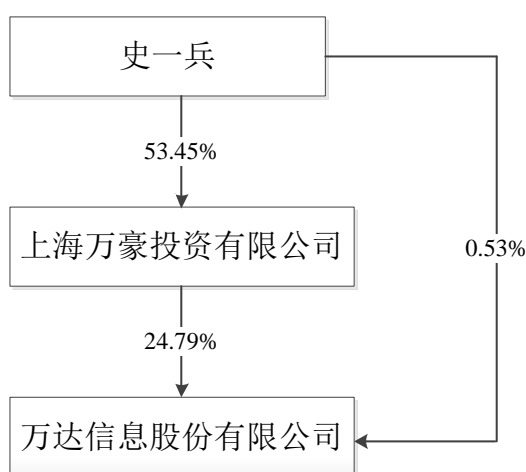 史一兵
53.45%
上海万豪投资有限公司
0.53%
24.79%
万达信息股份有限公司